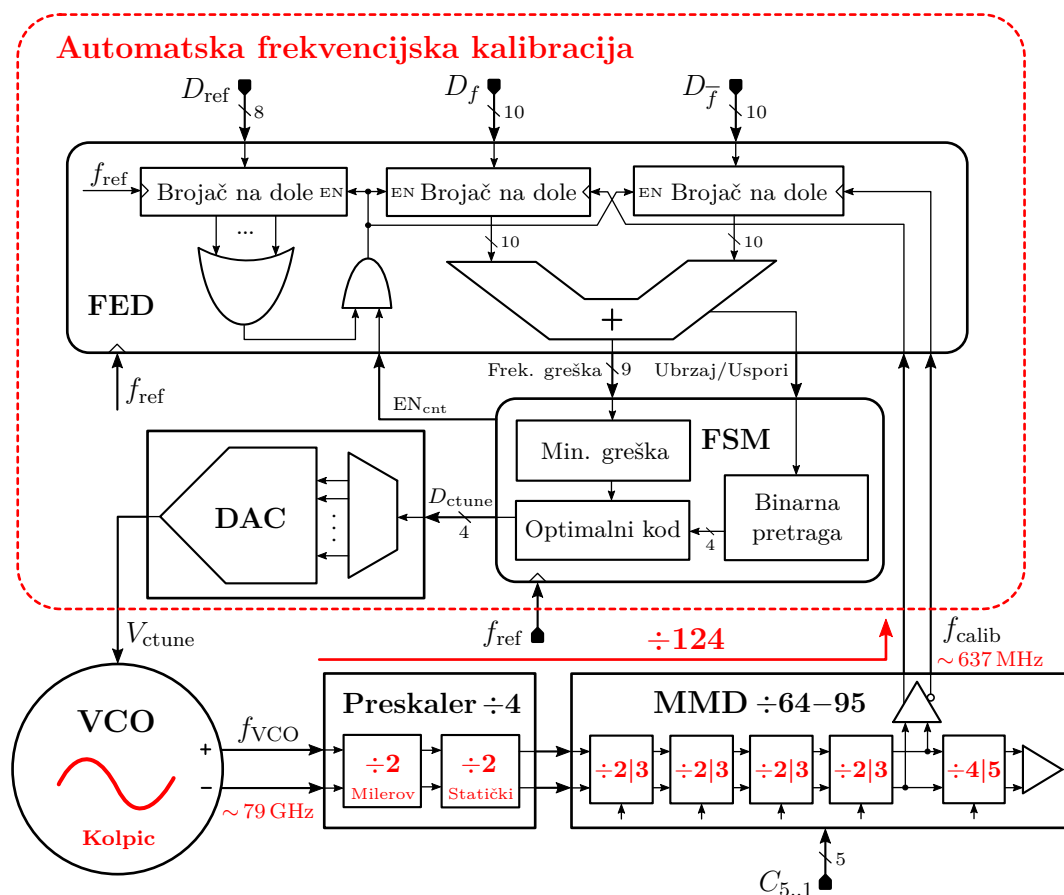 Automatska frekvencijska kalibracija
D_ref 8
D_f 10
D_f̅ 10
f_ref
Brojač na dole EN
EN Brojač na dole
EN Brojač na dole
...
10
10
FED
+
f_ref
Frek. greška 9
Ubrzaj/Uspori
EN_cnt
FSM
Min. greška
Optimalni kod
4
Binarna
pretraga
D_ctune
4
DAC
f_ref
V_ctune
÷124
f_calib
~ 637 MHz
VCO
+
−
Kolpic
f_VCO
~ 79 GHz
Preskaler ÷4
÷2
Milerov
÷2
Statički
MMD ÷64−95
÷2|3
÷2|3
÷2|3
÷2|3
÷4|5
5
C_5..1